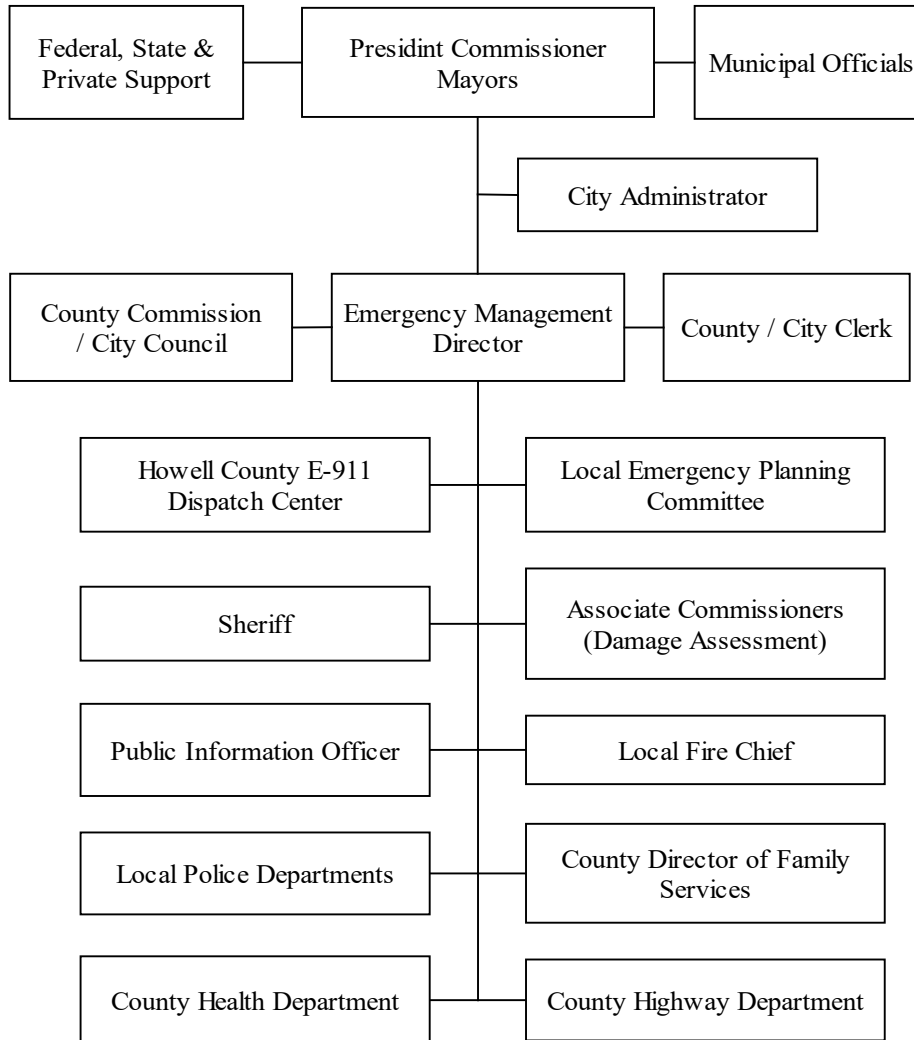 Federal, State &
Private Support
Presidint Commissioner
Mayors
Municipal Officials
City Administrator
County Commission
/ City Council
Emergency Management
Director
County / City Clerk
Howell County E-911
Dispatch Center
Local Emergency Planning
Committee
Sheriff
Associate Commissioners
(Damage Assessment)
Public Information Officer
Local Fire Chief
Local Police Departments
County Director of Family
Services
County Health Department
County Highway Department